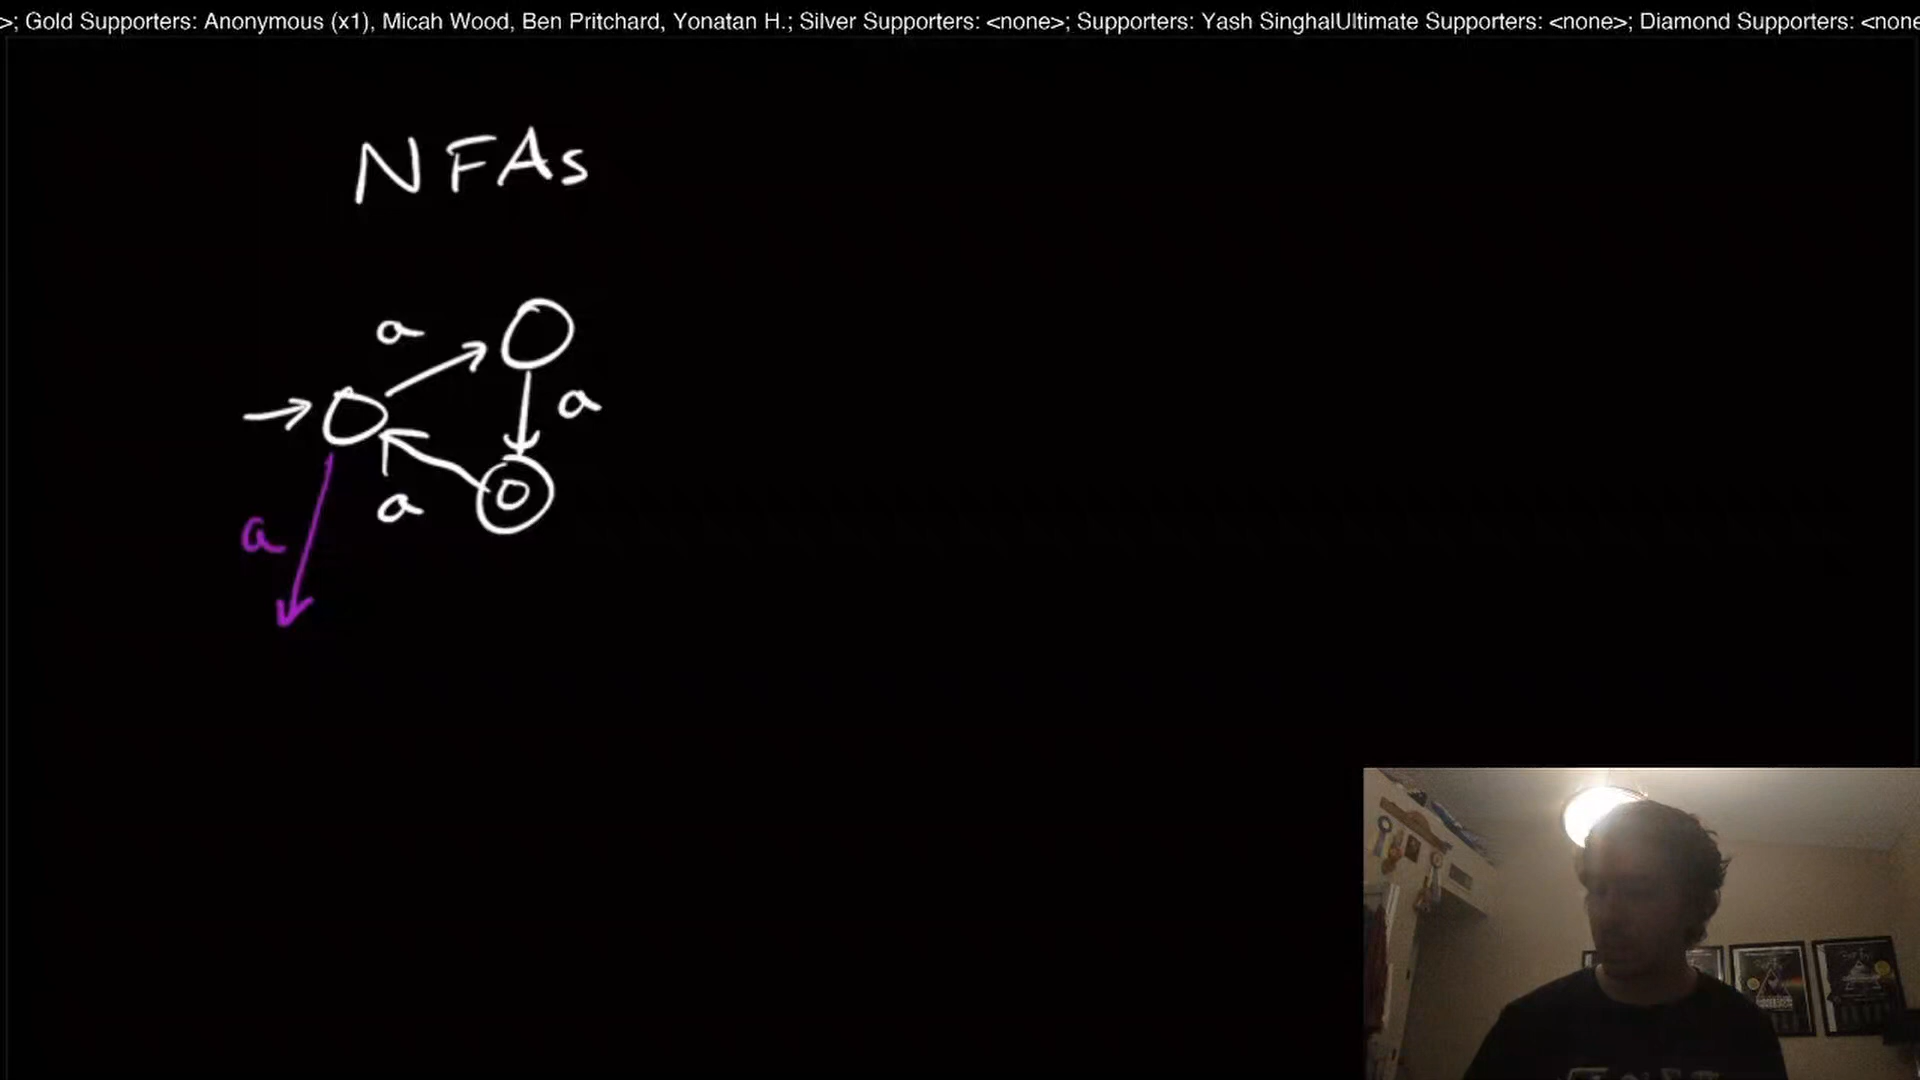 >; Gold Supporters: Anonymous (x1), Micah Wood, Ben Pritchard, Yonatan H.; Silver Supporters: <none>; Supporters: Yash SinghalUltimate Supporters: <none>; Diamond Supporters: <none
NFAs
a
a
a
a